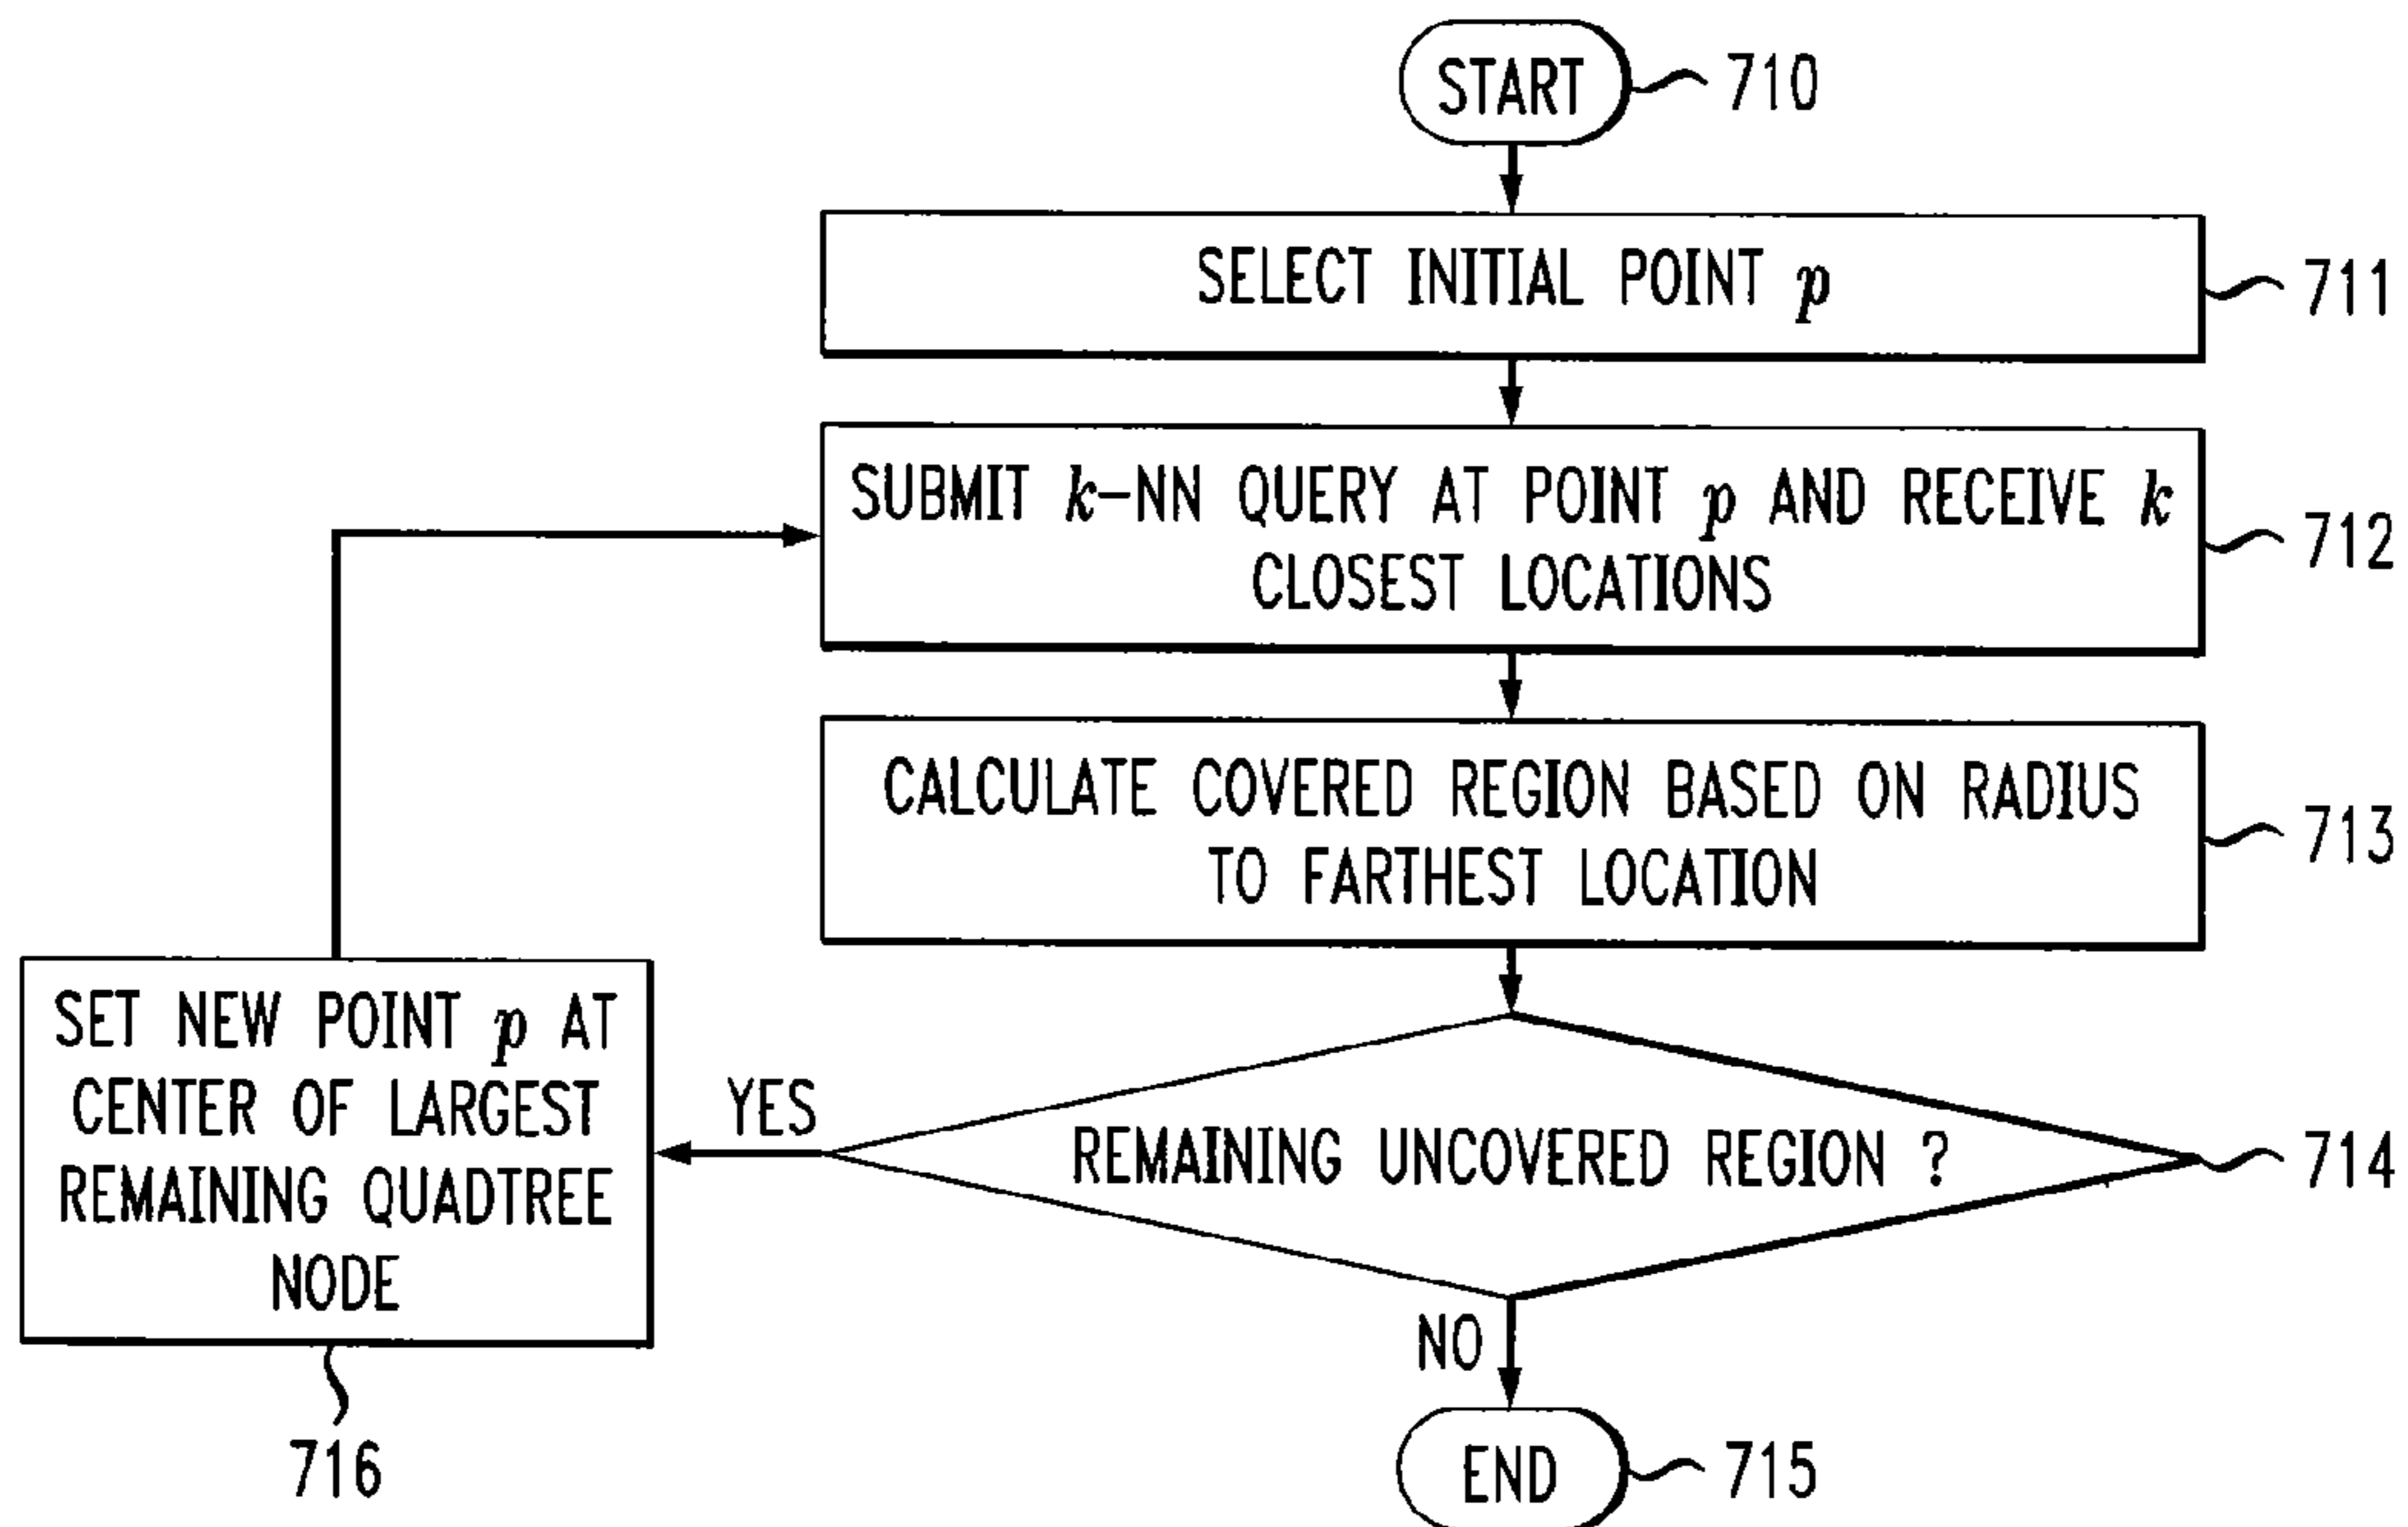 START
710
SELECT INITIAL POINT p
711
SUBMIT k-NN QUERY AT POINT p AND RECEIVE k
CLOSEST LOCATIONS
712
CALCULATE COVERED REGION BASED ON RADIUS
TO FARTHEST LOCATION
713
REMAINING UNCOVERED REGION ?
714
YES
SET NEW POINT p AT
CENTER OF LARGEST
REMAINING QUADTREE
NODE
716
NO
END
715